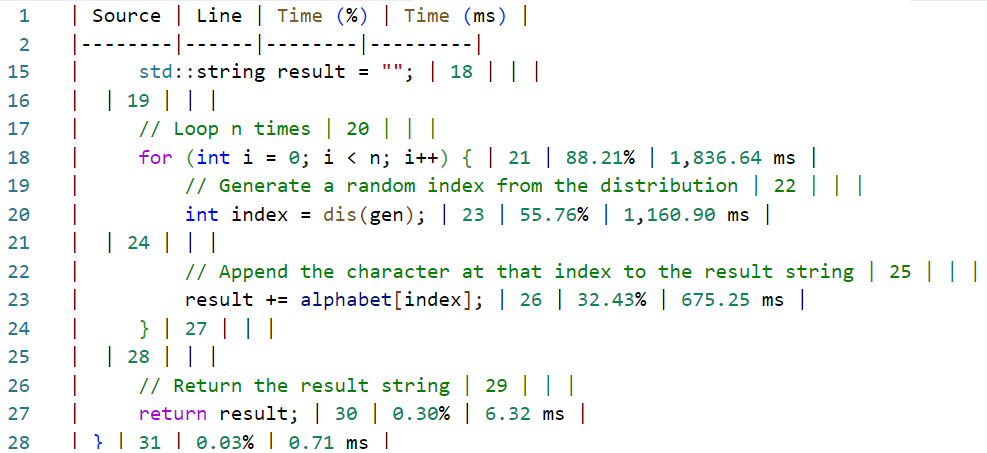 1 | Source | Line | Time (%) | Time (ms) |
2 |--------|------|--------|---------|
15 | std::string result = ""; | 18 | | |
16 | | 19 | | |
17 | // Loop n times | 20 | | |
18 | for (int i = 0; i < n; i++) { | 21 | 88.21% | 1,836.64 ms |
19 | // Generate a random index from the distribution | 22 | | |
20 | int index = dis(gen); | 23 | 55.76% | 1,160.90 ms |
21 | | 24 | | |
22 | // Append the character at that index to the result string | 25 | | |
23 | result += alphabet[index]; | 26 | 32.43% | 675.25 ms |
24 | } | 27 | | |
25 | | 28 | | |
26 | // Return the result string | 29 | | |
27 | return result; | 30 | 0.30% | 6.32 ms |
28 | } | 31 | 0.03% | 0.71 ms |